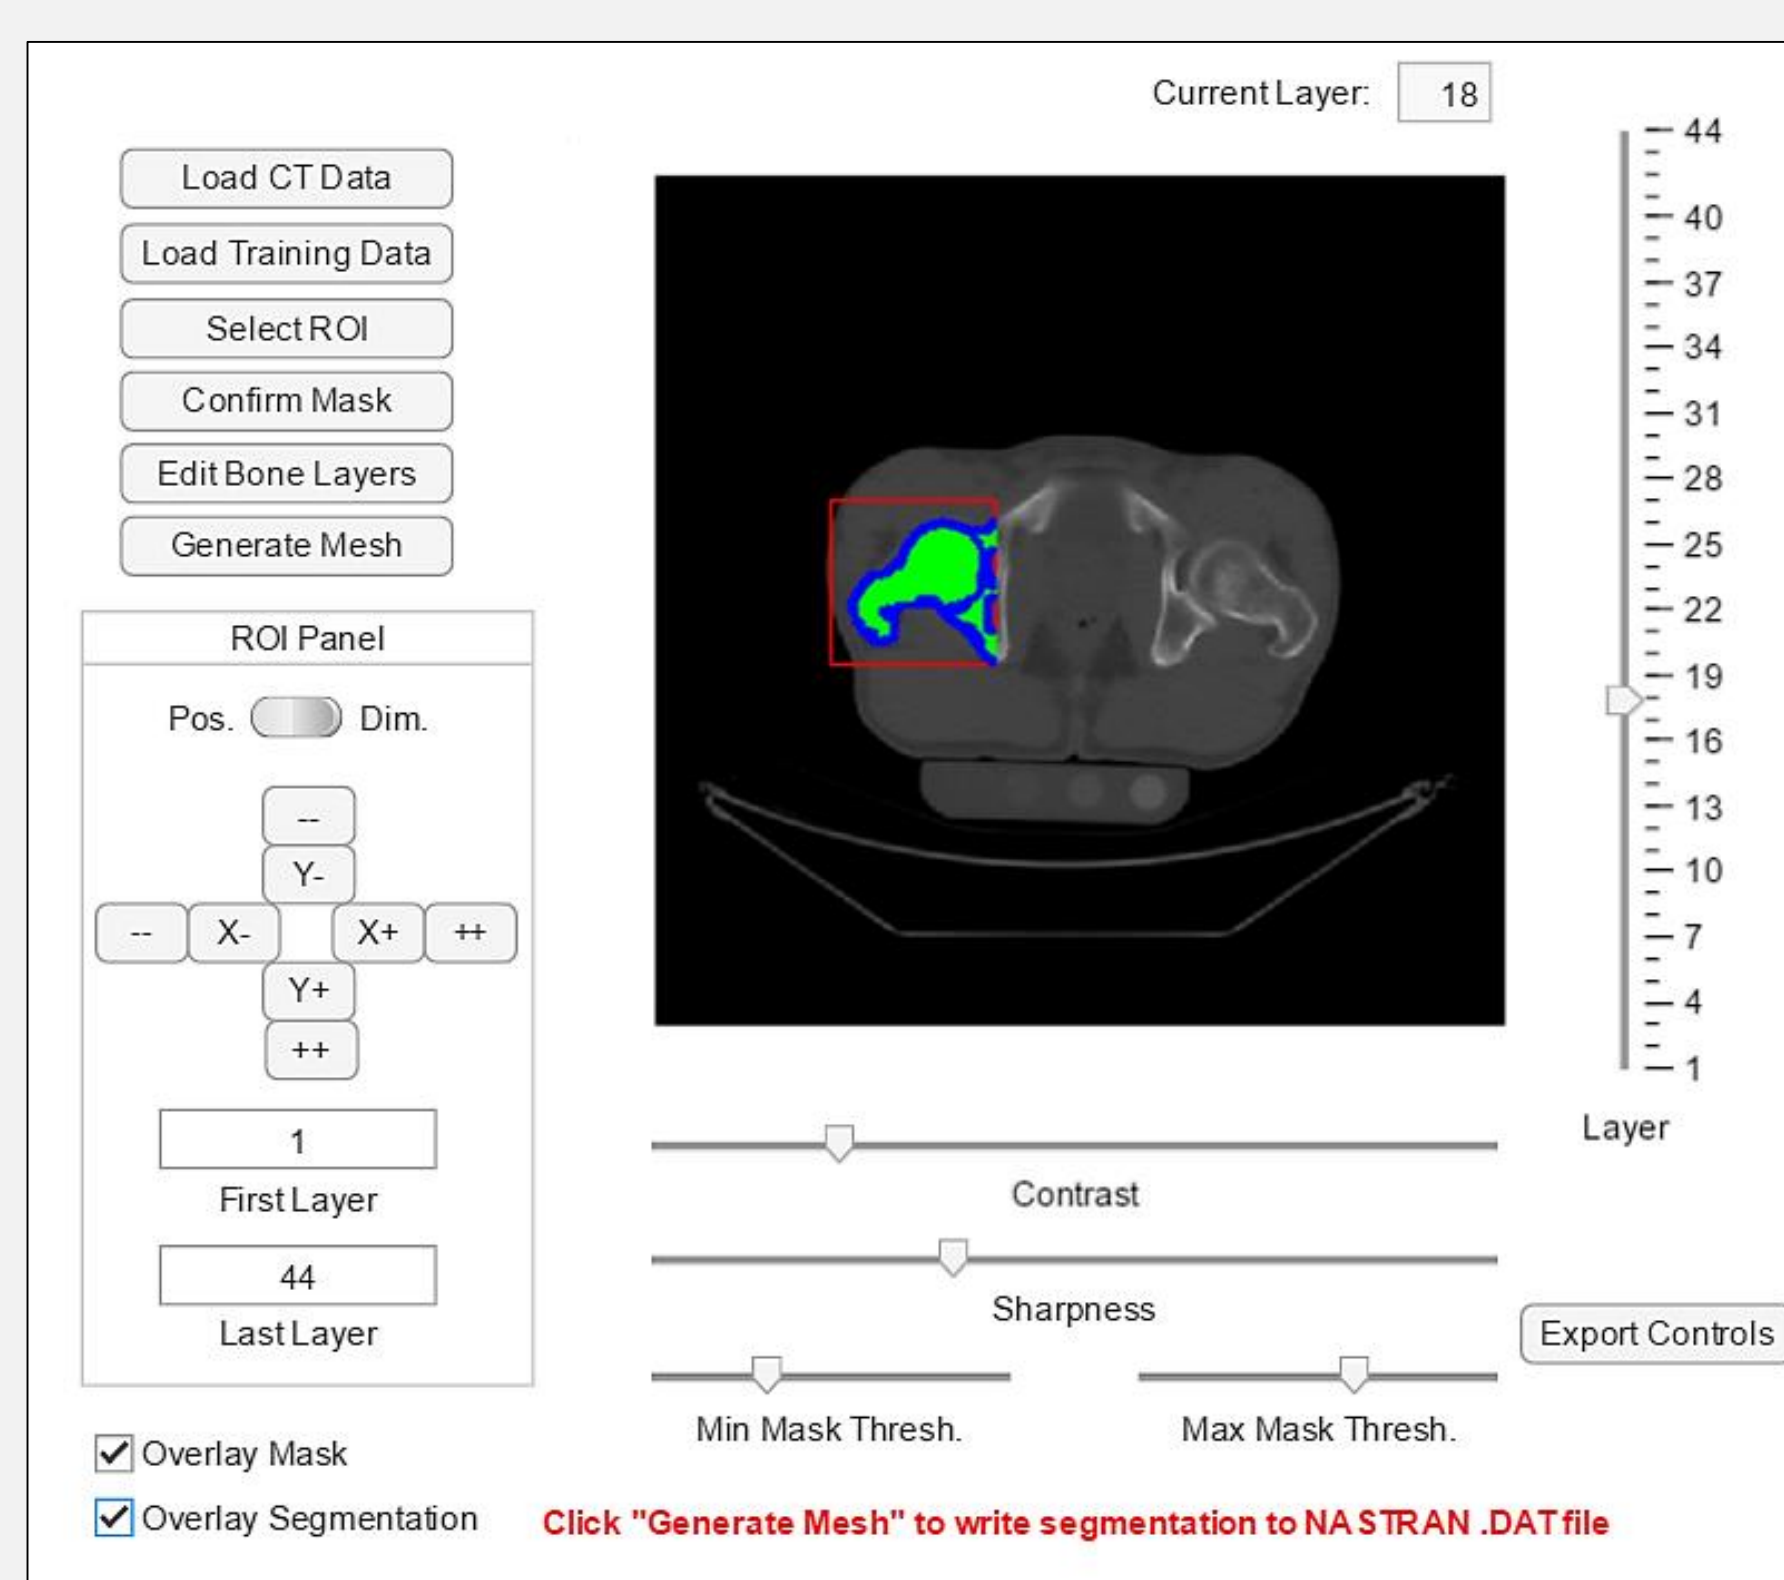 Current Layer: 18
Load CT Data
Load Training Data
Select ROI
Confirm Mask
Edit Bone Layers
Generate Mesh
ROI Panel
Pos. Dim.
--
Y-
-- X- X+ ++
Y+
++
1
First Layer
44
Last Layer
Overlay Mask
Overlay Segmentation
44
40
37
34
31
28
25
22
19
16
13
10
7
4
1
Layer
Contrast
Sharpness
Min Mask Thresh. Max Mask Thresh.
Export Controls
Click "Generate Mesh" to write segmentation to NASTRAN .DAT file